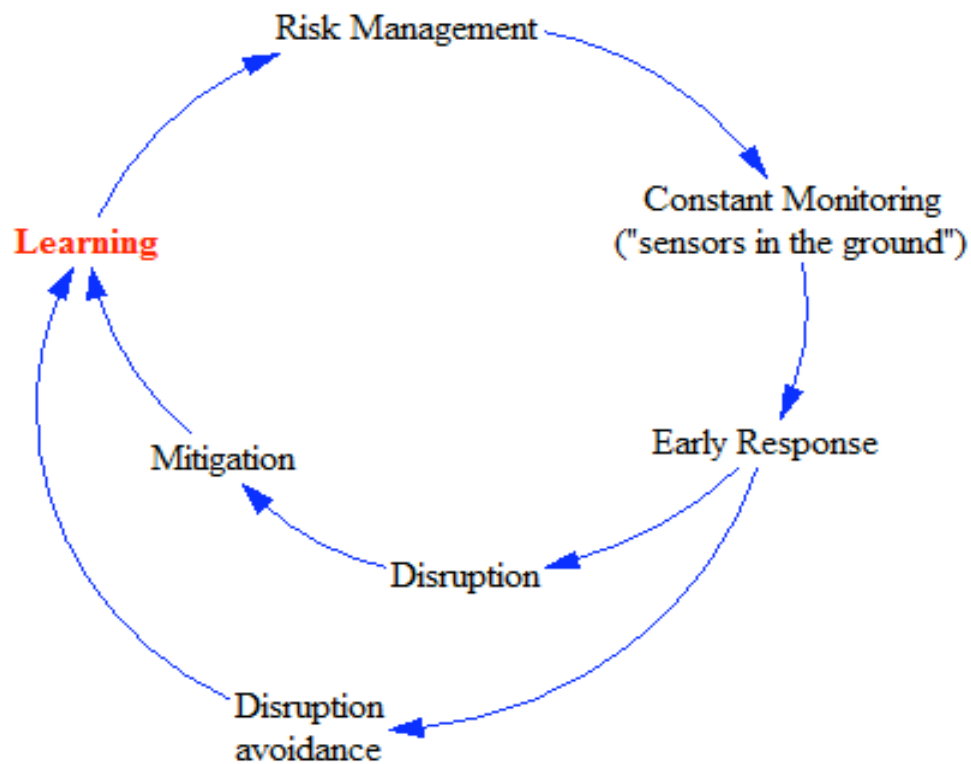 Risk Management
Constant Monitoring
("sensors in the ground")
Learning
Early Response
Mitigation
Disruption
Disruption
avoidance